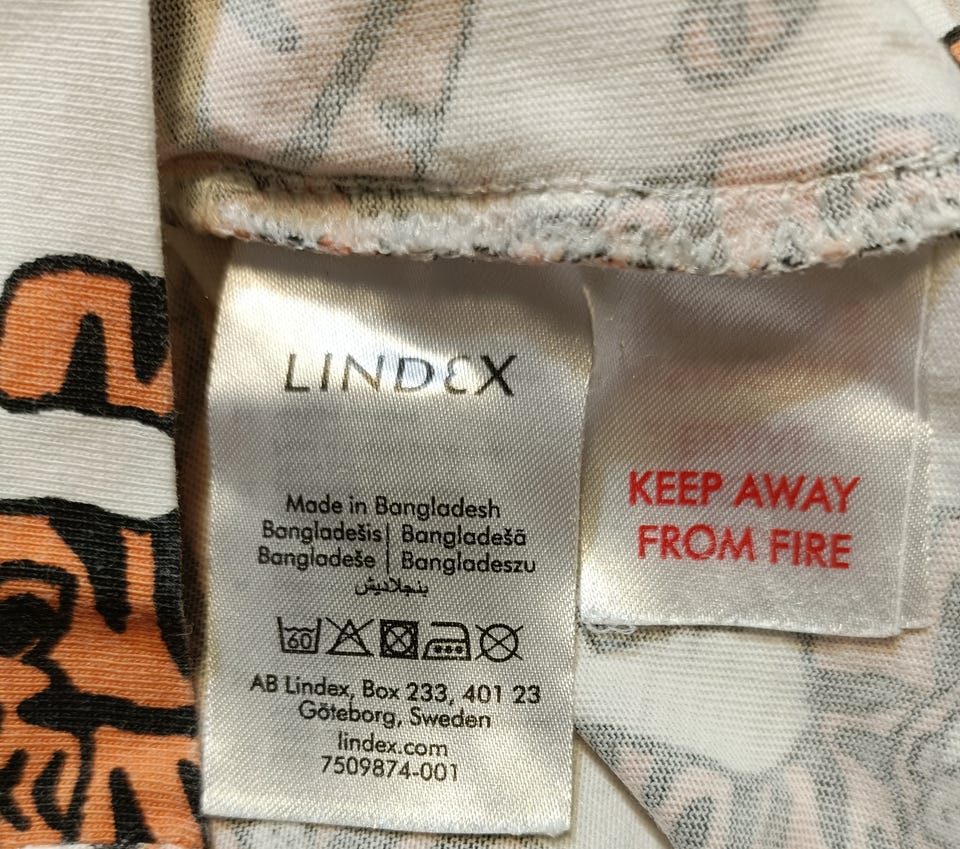 LINDEX
Made in Bangladesh
Bangladešis | Bangladešā
Bangladeše | Bangladeszu
بنجلاديش
60
AB Lindex, Box 233, 401 23
Göteborg, Sweden
lindex.com
7509874-001
KEEP AWAY
FROM FIRE